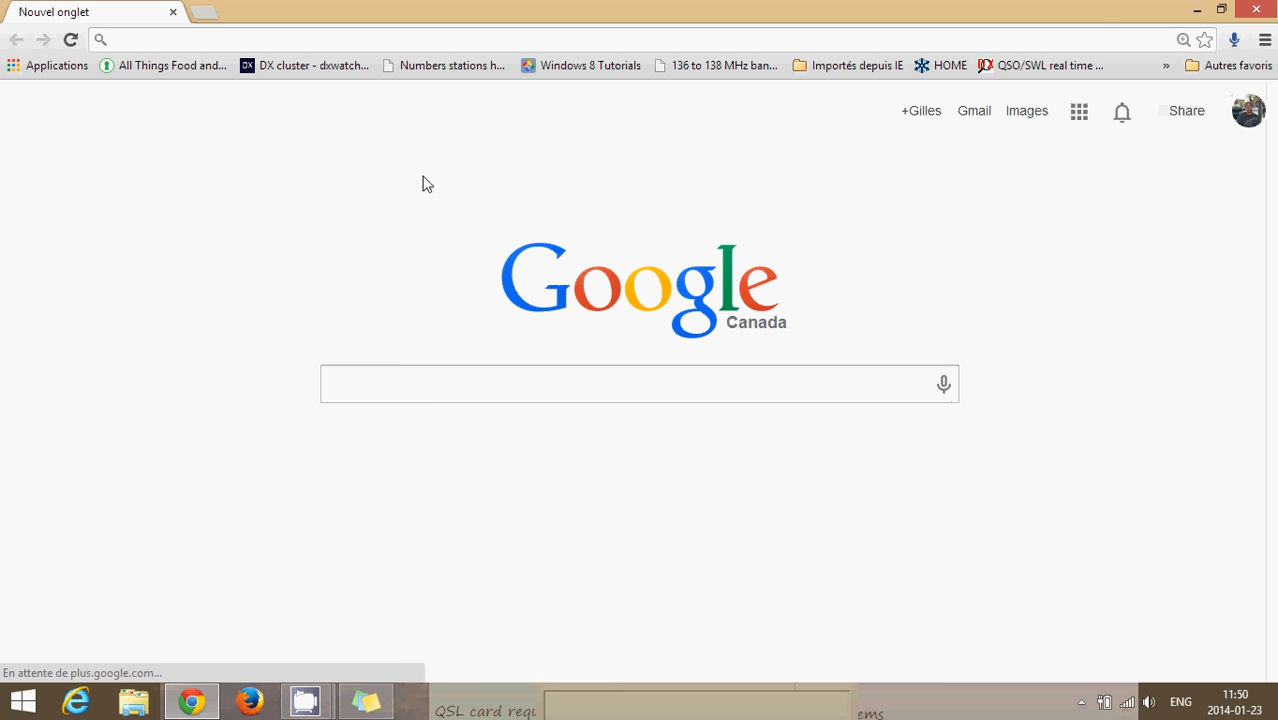 Nouvel onglet
Applications All Things Food and... DX DX cluster - dxwatch... Numbers stations h... Windows 8 Tutorials 136 to 138 MHz ban... Importés depuis IE HOME QSO/SWL real time ... » Autres favoris
+Gilles Gmail Images Share
Google
Canada
En attente de plus.google.com...
QSL card requ
ems
ENG
11:50
2014-01-23